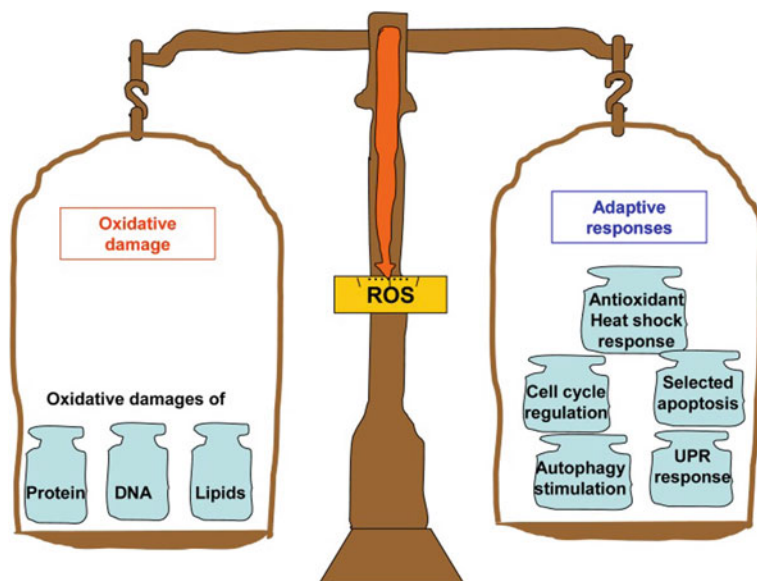 Oxidative
damage
Oxidative damages of
Protein
DNA
Lipids
ROS
Adaptive
responses
Antioxidant
Heat shock
response
Cell cycle
regulation
Selected
apoptosis
Autophagy
stimulation
UPR
response